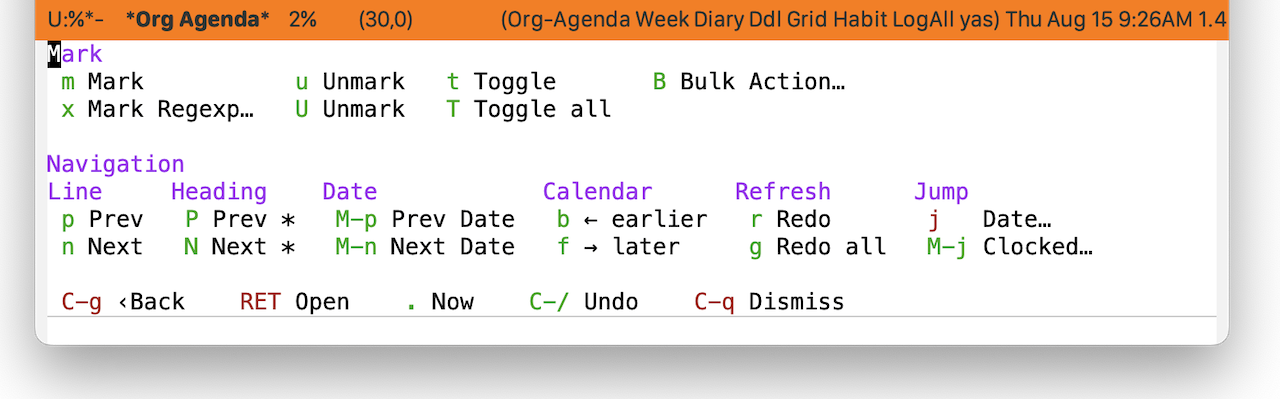 U:%*- *Org Agenda* 2% (30,0) (Org-Agenda Week Diary Ddl Grid Habit LogAll yas) Thu Aug 15 9:26AM 1.4
Mark
m Mark u Unmark t Toggle B Bulk Action…
x Mark Regexp… U Unmark T Toggle all
Navigation
Line Heading Date Calendar Refresh Jump
p Prev P Prev * M-p Prev Date b ← earlier r Redo j Date…
n Next N Next * M-n Next Date f → later g Redo all M-j Clocked…
C-g ‹Back RET Open . Now C-/ Undo C-q Dismiss